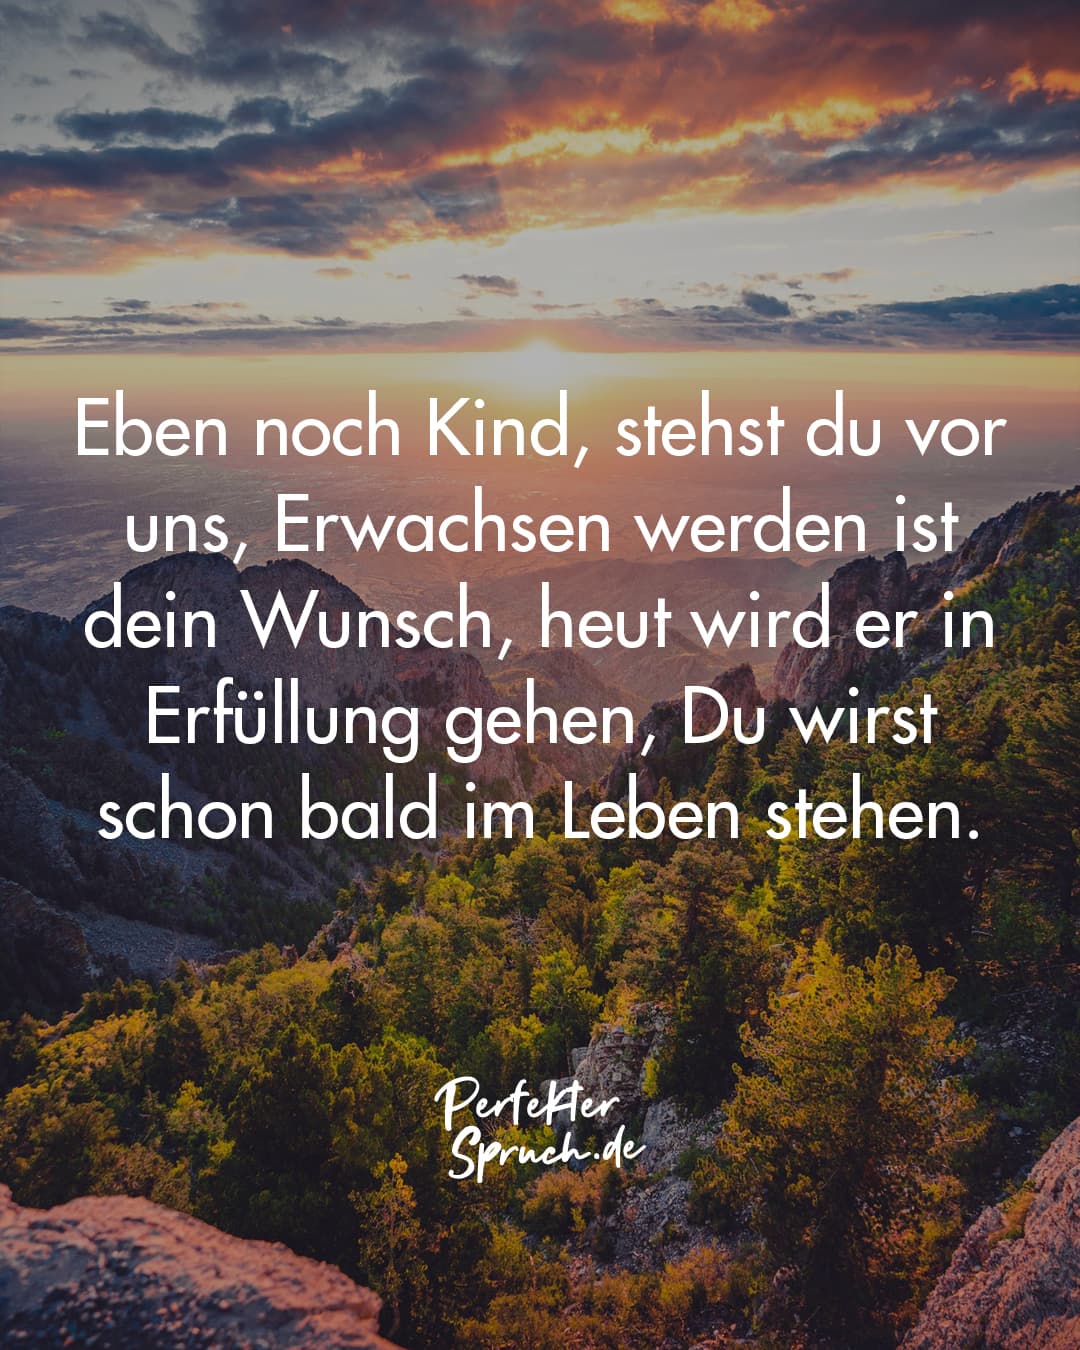 Eben noch Kind, stehst du vor
uns, Erwachsen werden ist
dein Wunsch, heut wird er in
Erfüllung gehen, Du wirst
schon bald im Leben stehen.
Perfekter
Spruch.de